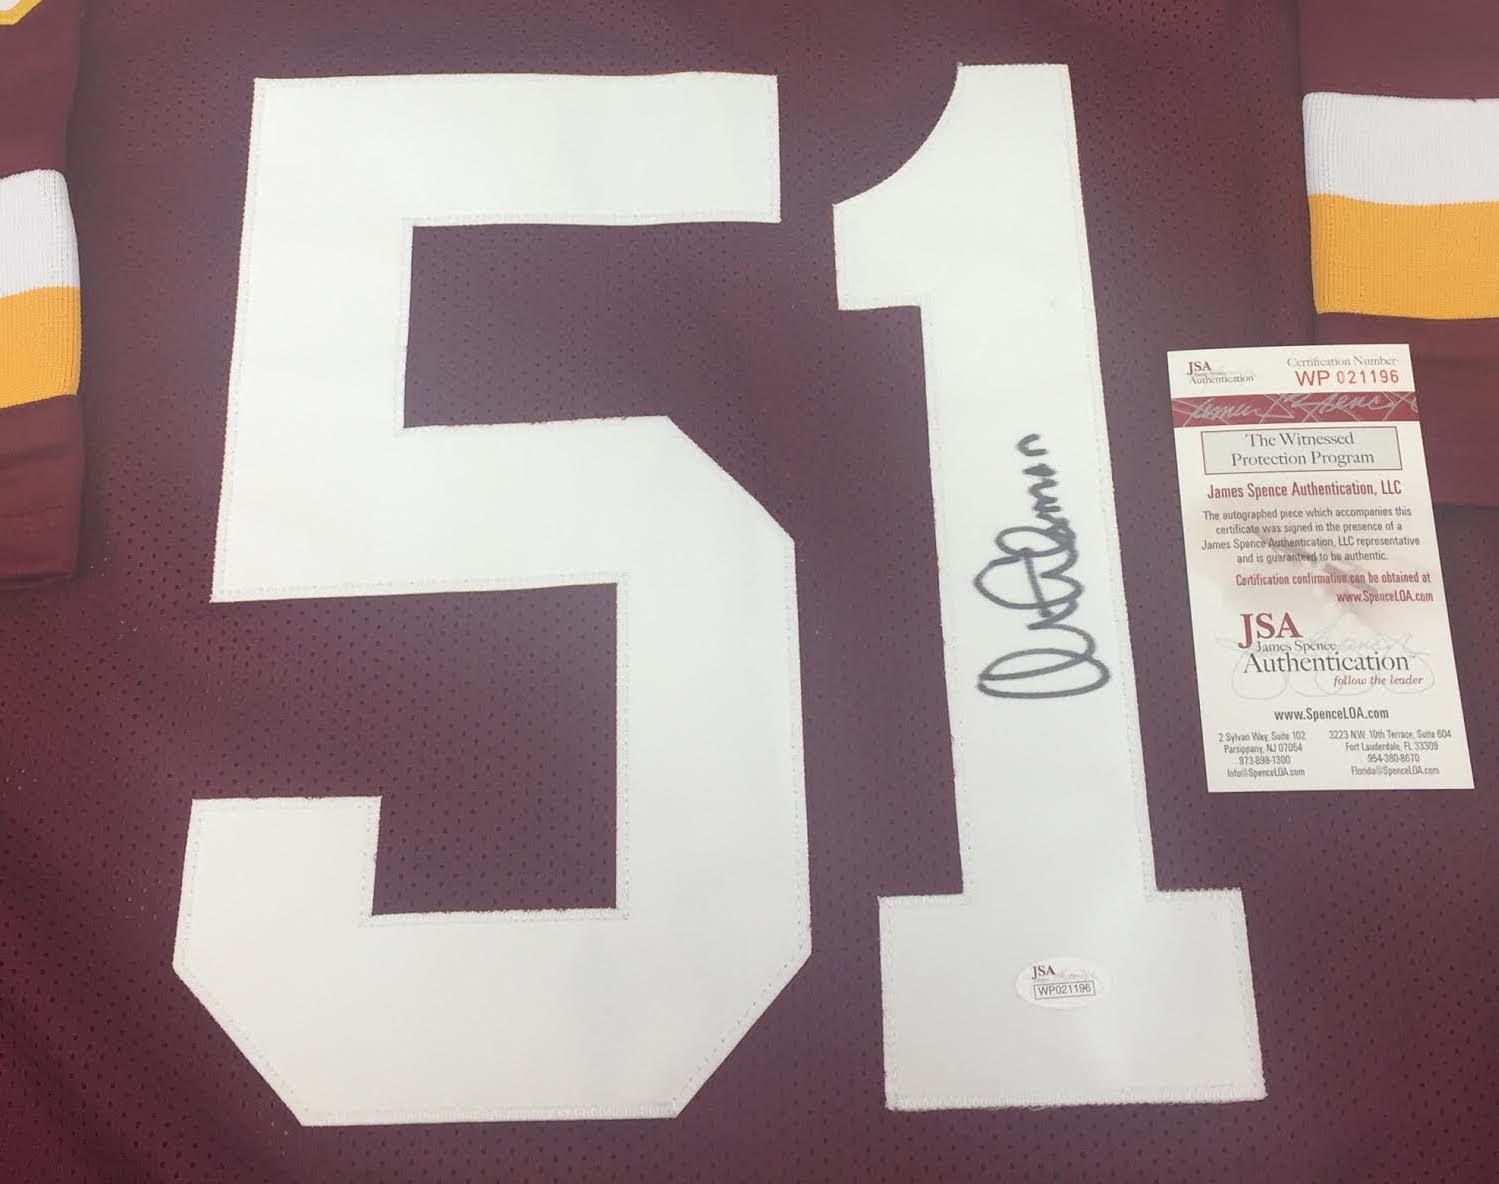 51
JSA
Authentication
Certification Number
WP 021196
The Witnessed
Protection Program
James Spence Authentication, LLC
The autographed piece which accompanies this
certificate was signed in the presence of a
James Spence Authentication, LLC representative
and is guaranteed to be authentic.
Certification confirmation can be obtained at
www.SpenceLOA.com
JSA
James Spence
Authentication
follow the leader
www.SpenceLOA.com
2 Sylvan Way, Suite 102
Parsippany, NJ 07054
973-898-1300
Info@SpenceLOA.com
3223 N.W. 10th Terrace, Suite 604
Fort Lauderdale, FL 33309
954-380-8670
Florida@SpenceLOA.com
JSA
WP021196